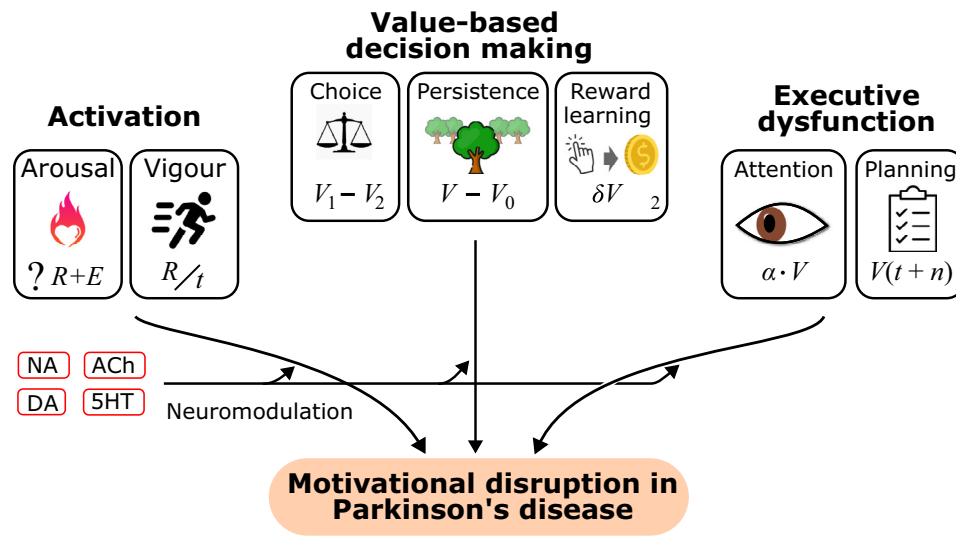 Value-based
decision making
Activation
Executive
dysfunction
Arousal
? R+E
Vigour
R/t
Choice
V₁ – V₂
Persistence
V – V₀
Reward
learning
$
δV 2
Attention
α · V
Planning
V(t + n)
NA
ACh
DA
5HT
Neuromodulation
Motivational disruption in
Parkinson's disease